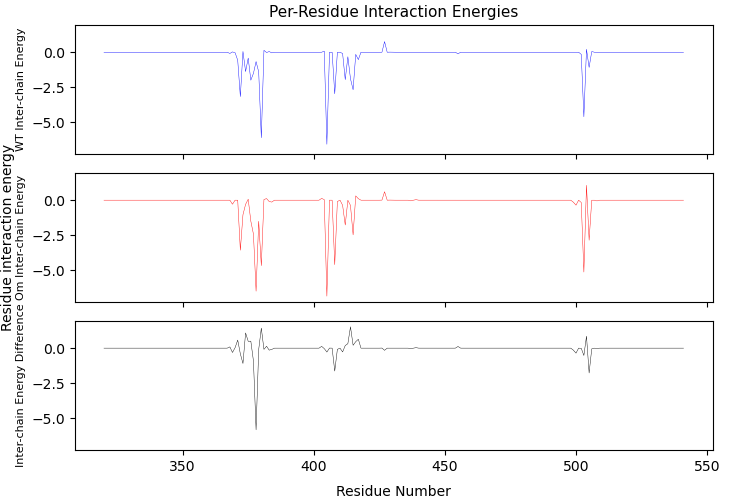 Per-Residue Interaction Energies
Residue interaction energy
WT Inter-chain Energy
0.0
−2.5
−5.0
Om Inter-chain Energy
0.0
−2.5
−5.0
Inter-chain Energy Difference
0.0
−2.5
−5.0
350
400
450
500
550
Residue Number